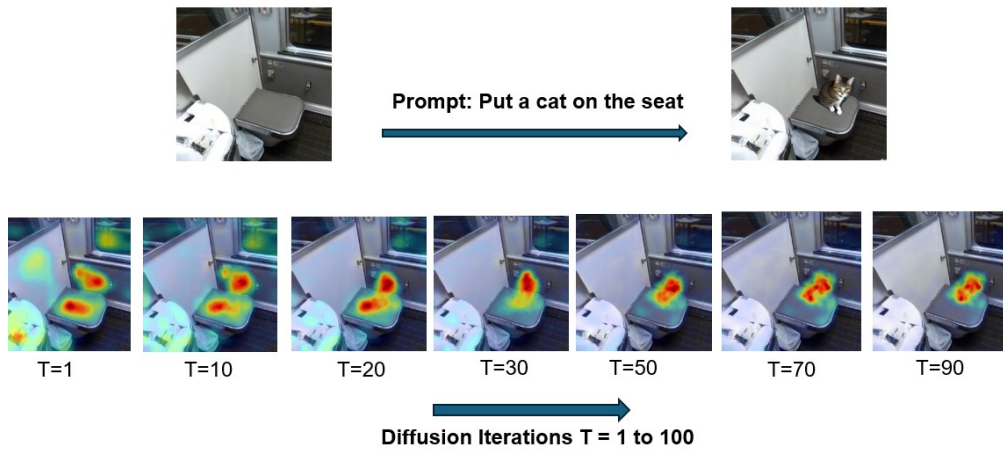 Prompt: Put a cat on the seat
T=1
T=10
T=20
T=30
T=50
T=70
T=90
Diffusion Iterations T = 1 to 100